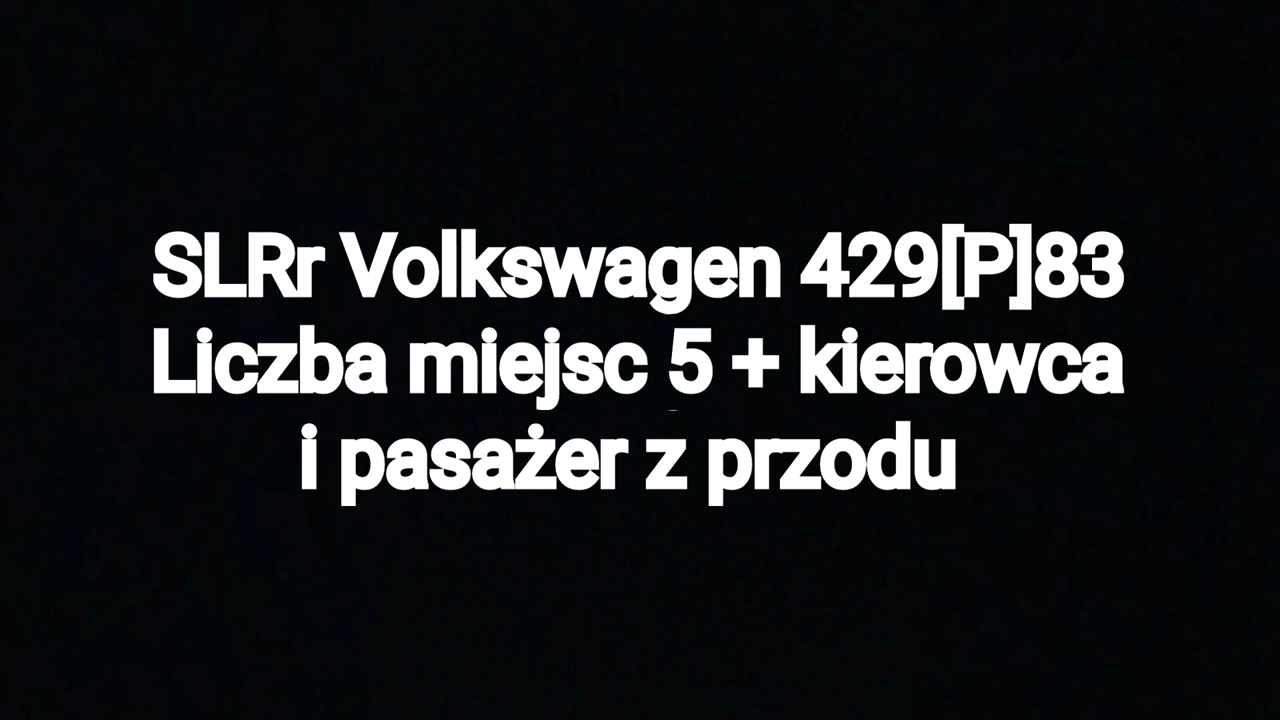 SLRr Volkswagen 429[P]83
Liczba miejsc 5 + kierowca
i pasażer z przodu